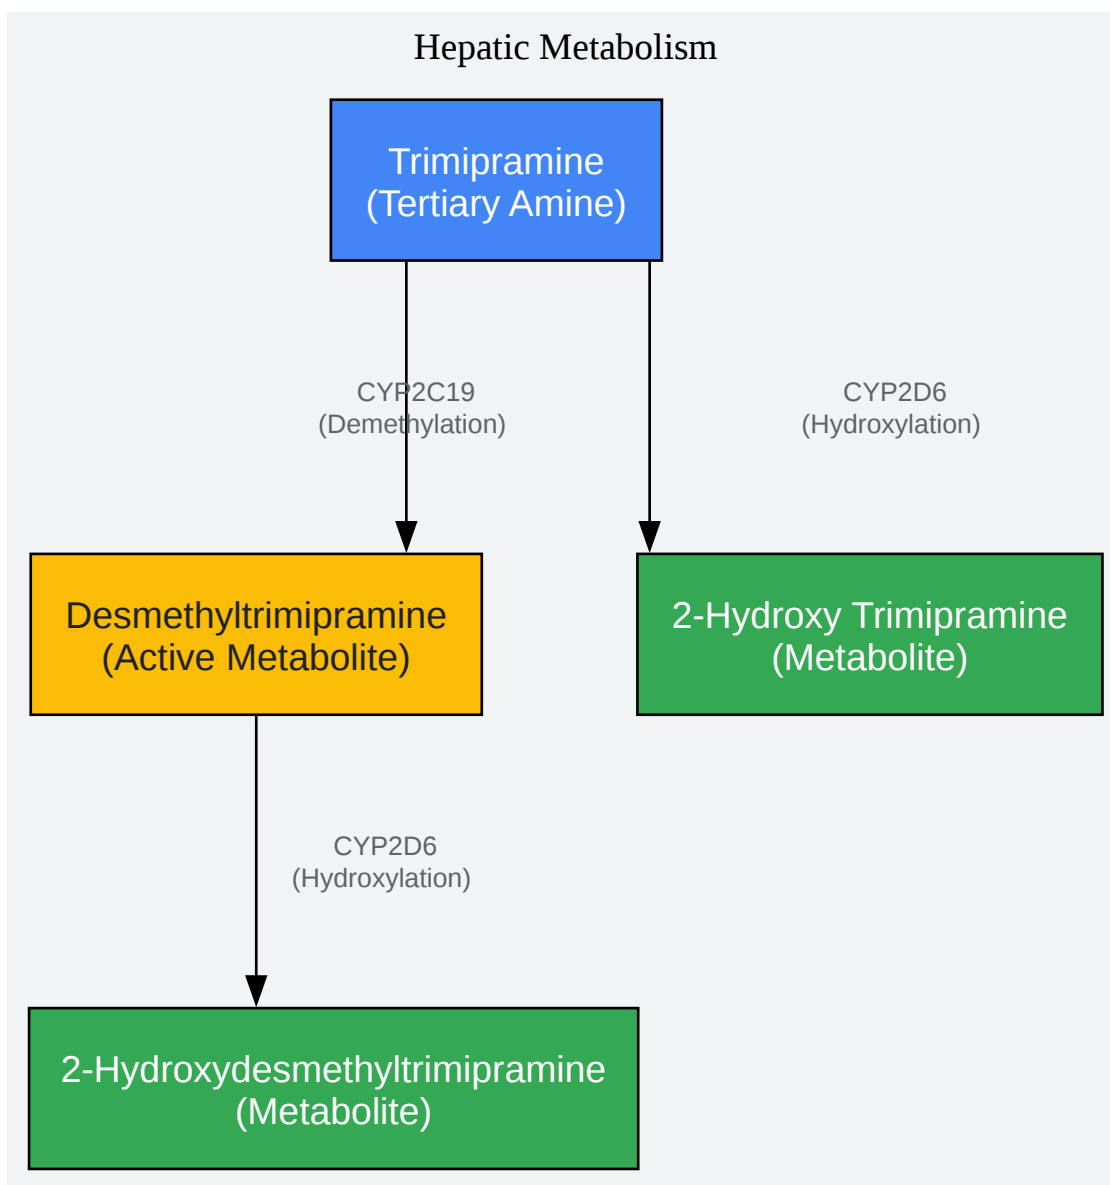 Hepatic Metabolism
Trimipramine
(Tertiary Amine)
CYP2C19
(Demethylation)
CYP2D6
(Hydroxylation)
Desmethyltrimipramine
(Active Metabolite)
2-Hydroxy Trimipramine
(Metabolite)
CYP2D6
(Hydroxylation)
2-Hydroxydesmethyltrimipramine
(Metabolite)